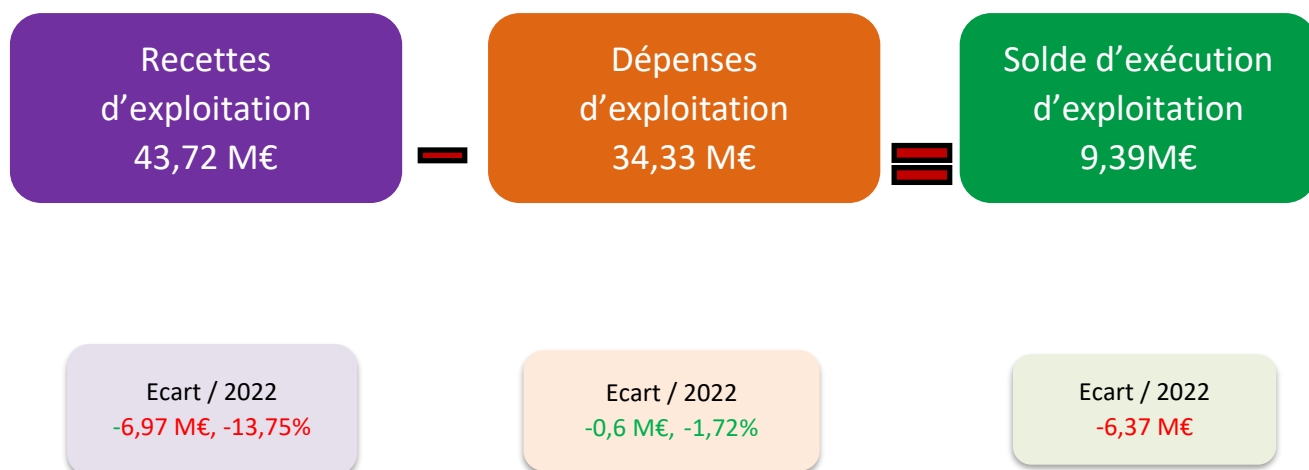 Recettes
d’exploitation
43,72 M€
Dépenses
d’exploitation
34,33 M€
Solde d’exécution
d’exploitation
9,39M€
Ecart / 2022
-6,97 M€, -13,75%
Ecart / 2022
-0,6 M€, -1,72%
Ecart / 2022
-6,37 M€